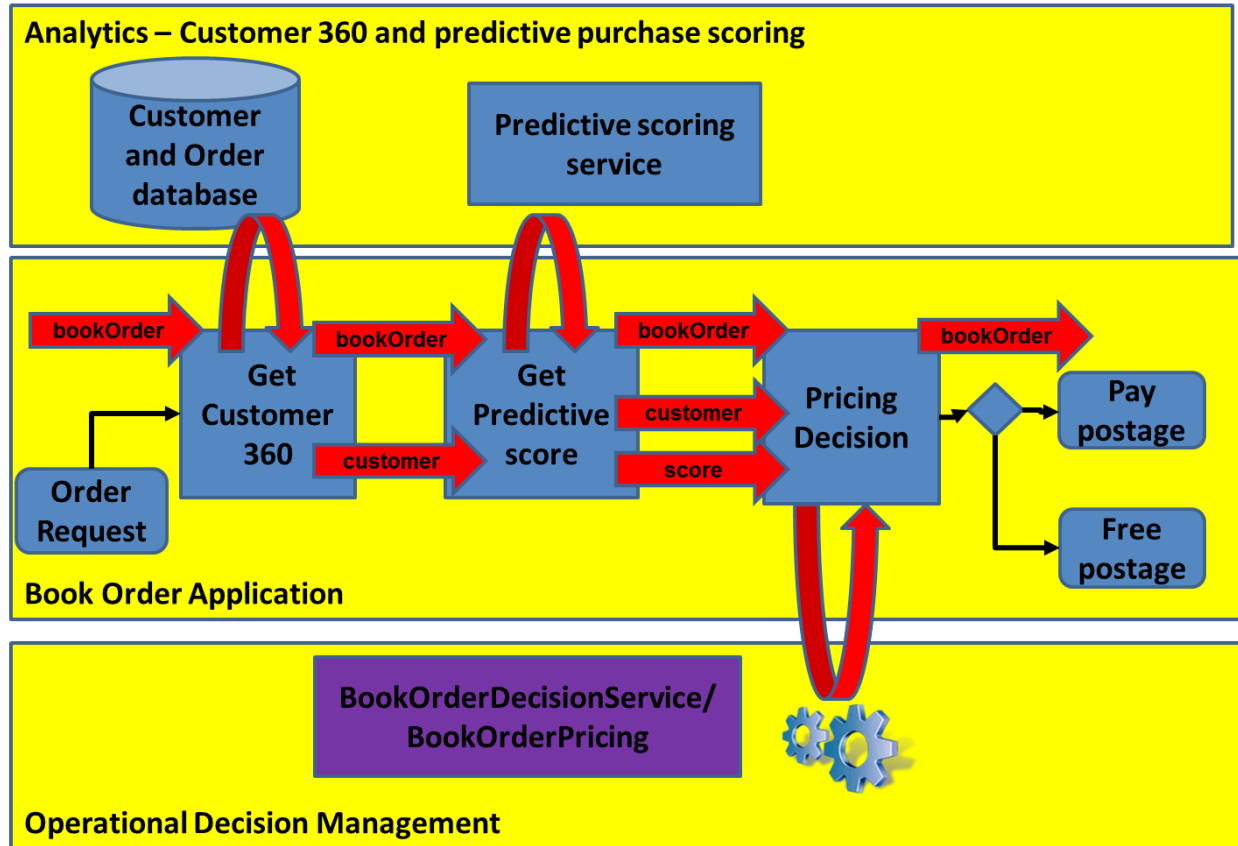 Analytics – Customer 360 and predictive purchase scoring
Customer
and Order
database
Predictive scoring
service
bookOrder
bookOrder
bookOrder
bookOrder
Get
Customer
360
Get
Predictive
score
Pricing
Decision
customer
customer
score
Pay
postage
Order
Request
Free
postage
Book Order Application
BookOrderDecisionService/
BookOrderPricing
Operational Decision Management